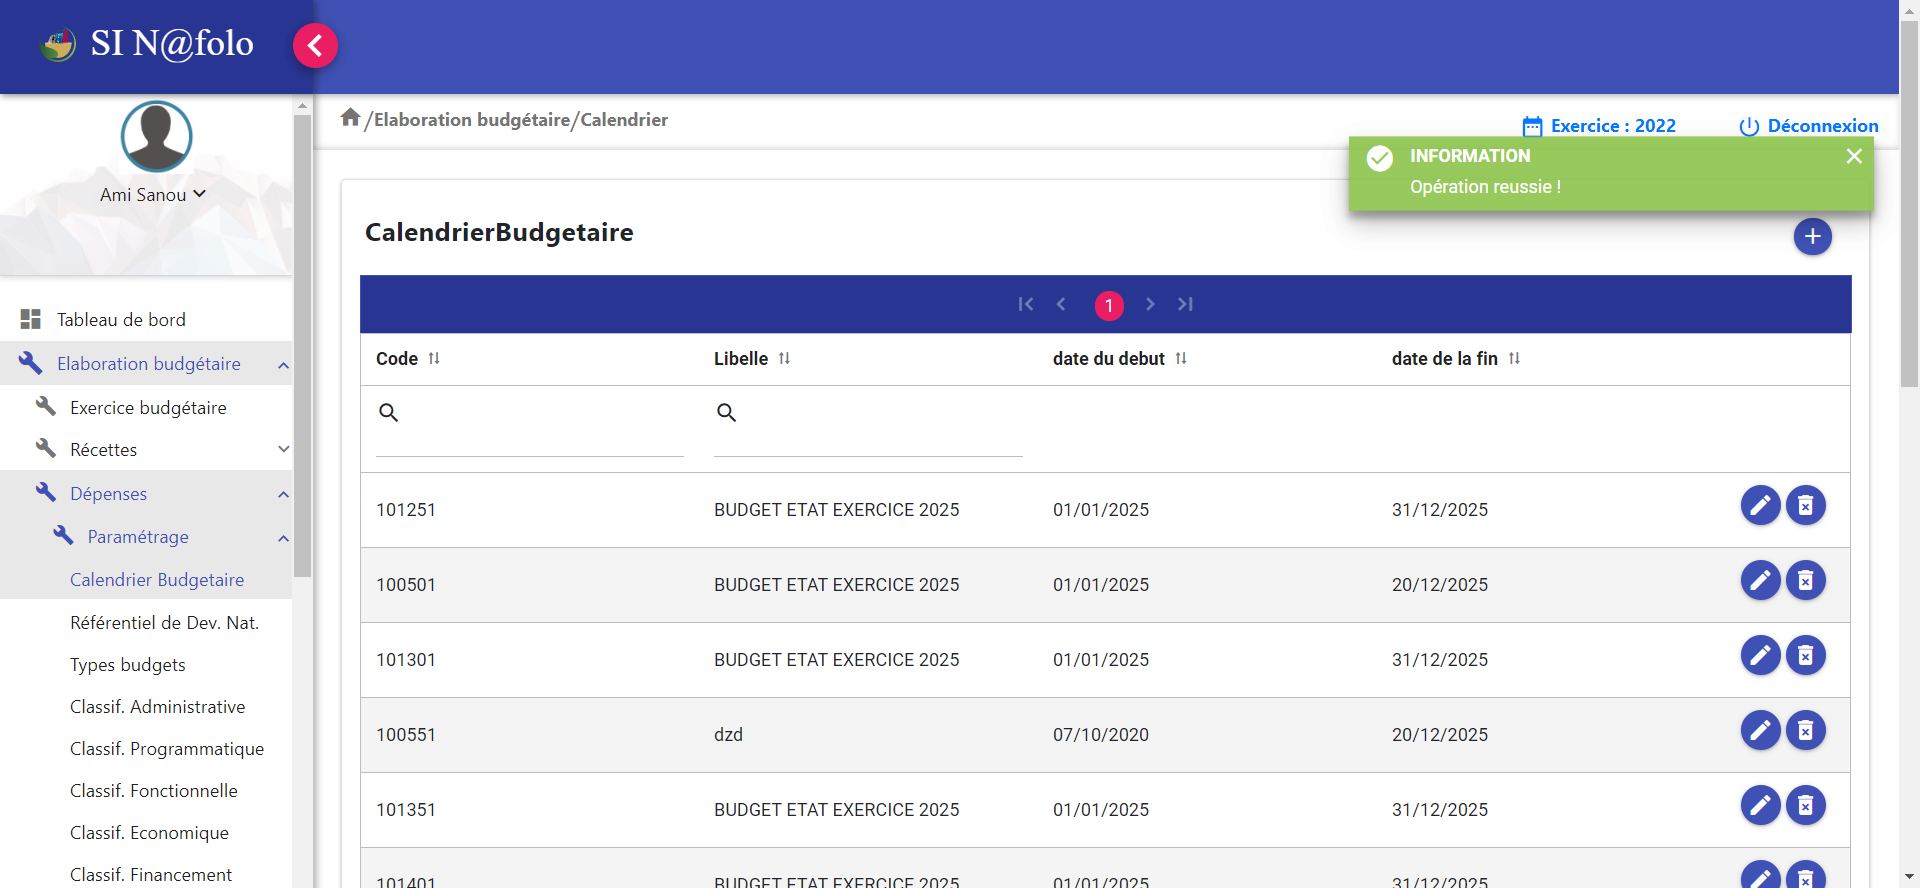 SI N@folo
Ami Sanou
Tableau de bord
Elaboration budgétaire
Exercice budgétaire
Récettes
Dépenses
Paramétrage
Calendrier Budgetaire
Référentiel de Dev. Nat.
Types budgets
Classif. Administrative
Classif. Programmatique
Classif. Fonctionnelle
Classif. Economique
Classif. Financement
/Elaboration budgétaire/Calendrier
Exercice : 2022
Déconnexion
INFORMATION
Opération reussie !
CalendrierBudgetaire
1
Code Libelle date du debut date de la fin
101251 BUDGET ETAT EXERCICE 2025 01/01/2025 31/12/2025
100501 BUDGET ETAT EXERCICE 2025 01/01/2025 20/12/2025
101301 BUDGET ETAT EXERCICE 2025 01/01/2025 31/12/2025
100551 dzd 07/10/2020 20/12/2025
101351 BUDGET ETAT EXERCICE 2025 01/01/2025 31/12/2025
101401 BUDGET ETAT EXERCICE 2025 01/01/2025 31/12/2025